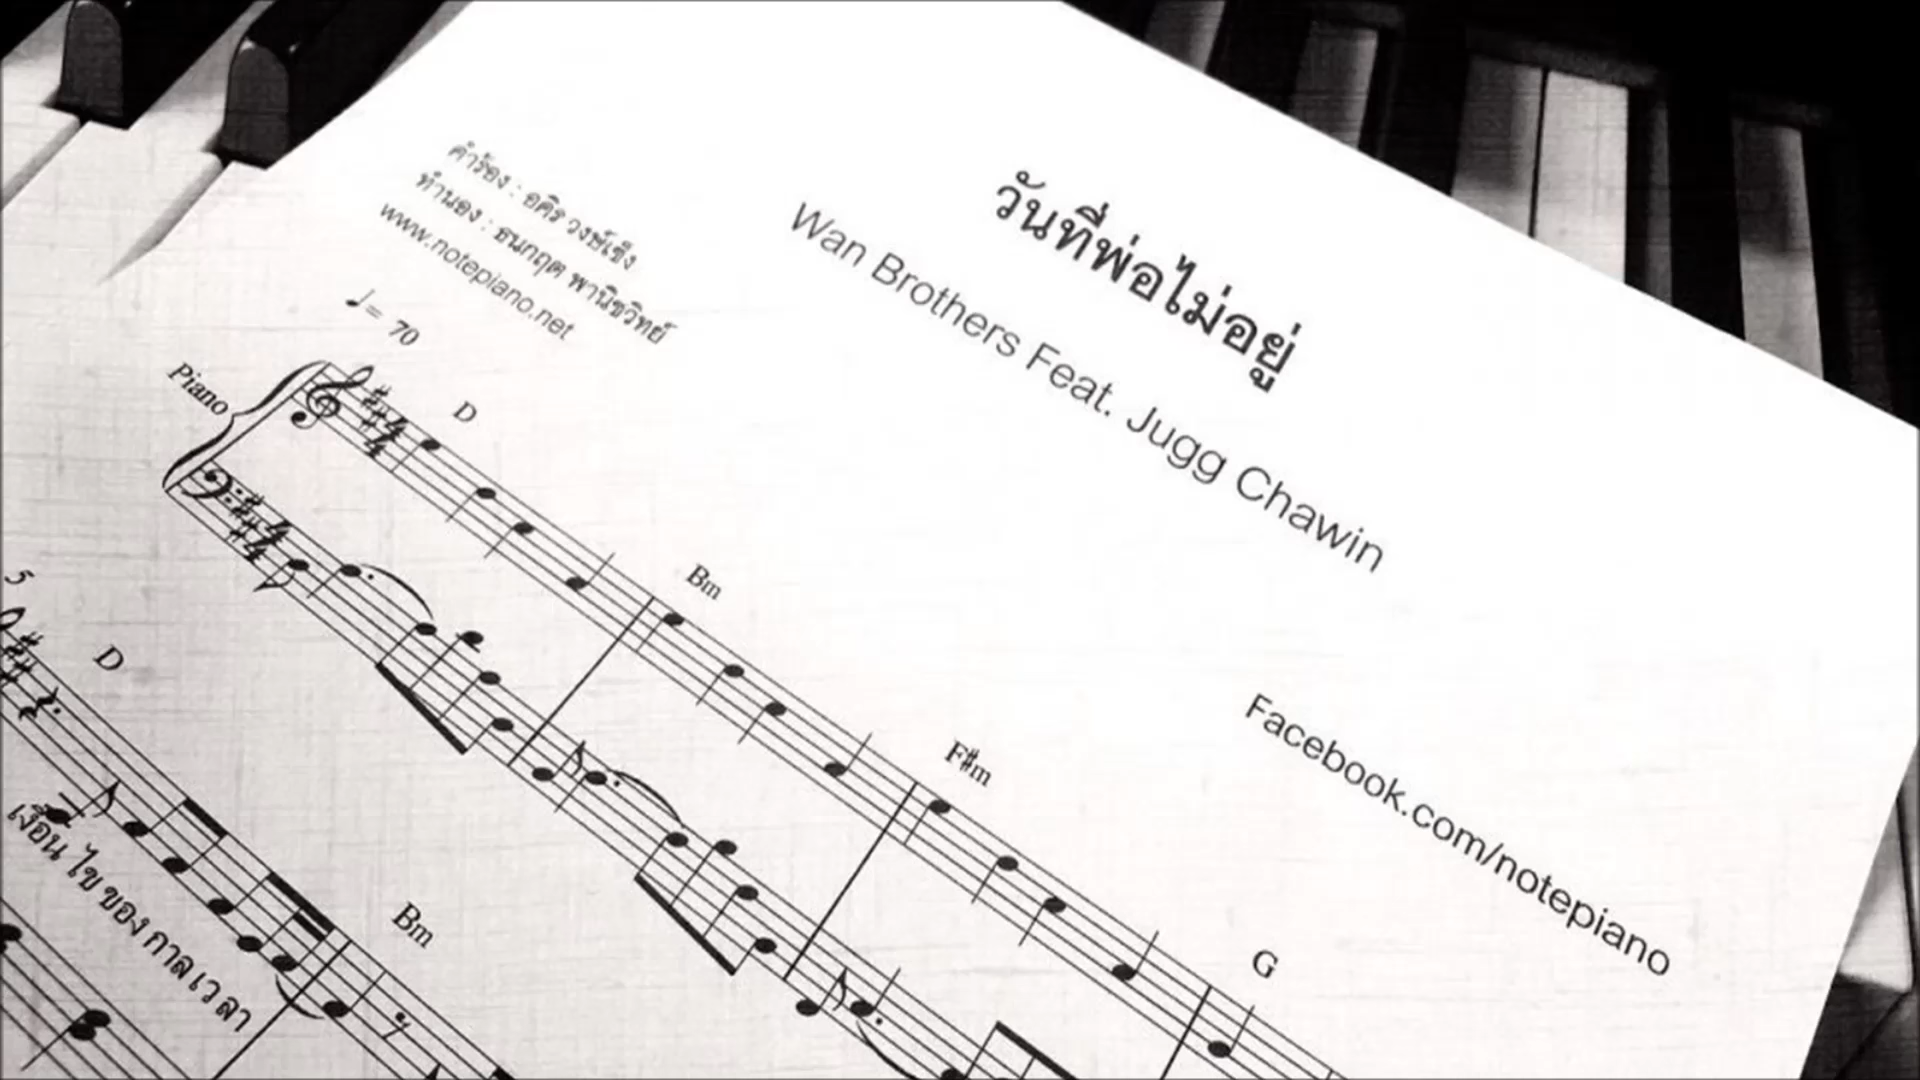 วันที่พ่อไม่อยู่
Wan Brothers Feat. Jugg Chawin
คำร้อง : อคิร วงษ์เซ็ง
ทำนอง : ธนกฤต พานิชวิทย์
www.notepiano.net
Facebook.com/notepiano
♩ = 70
Piano
D
Bm
F#m
G
5
D
Bm
เงื่อน ไข ของ กาล เว ลา